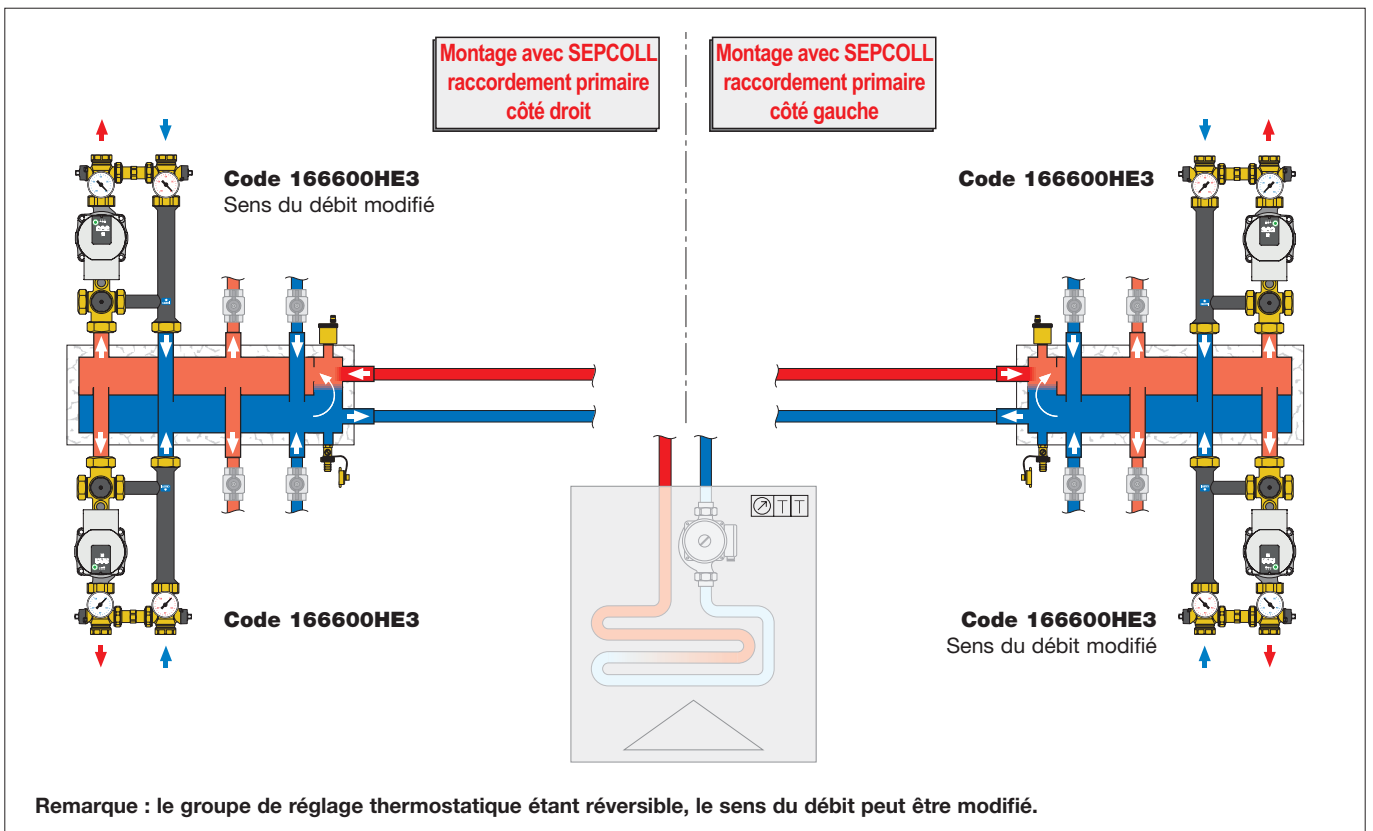 Montage avec SEPCOLL
raccordement primaire
côté droit
Montage avec SEPCOLL
raccordement primaire
côté gauche
Code 166600HE3
Sens du débit modifié
Code 166600HE3
T T
Code 166600HE3
Code 166600HE3
Sens du débit modifié
Remarque : le groupe de réglage thermostatique étant réversible, le sens du débit peut être modifié.